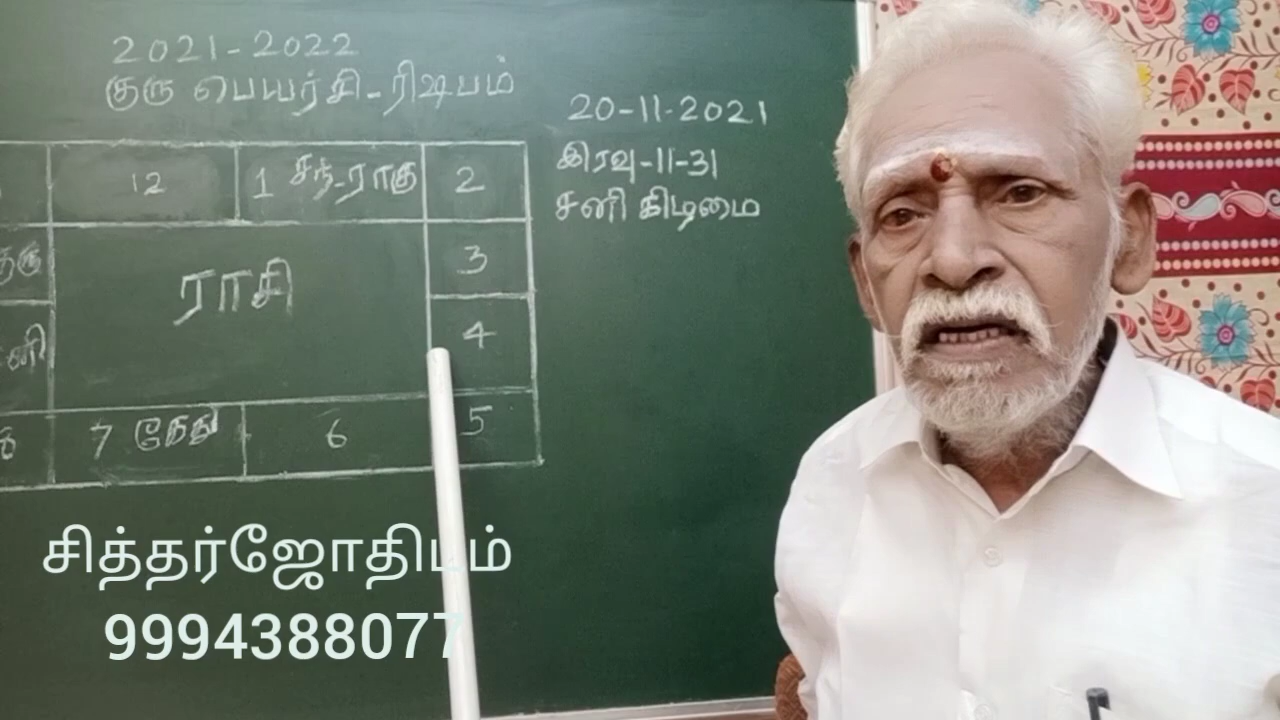 2021-2022
குரு பெயர்சி-ரிஷபம்
20-11-2021
இரவு-11-31
சனி கிடிமை
12
1 சந்-ராகு
2
குரு
3
ராசி
4
னி
8
7 கேது
6
5
சித்தர்ஜோதிடம்
9994388077